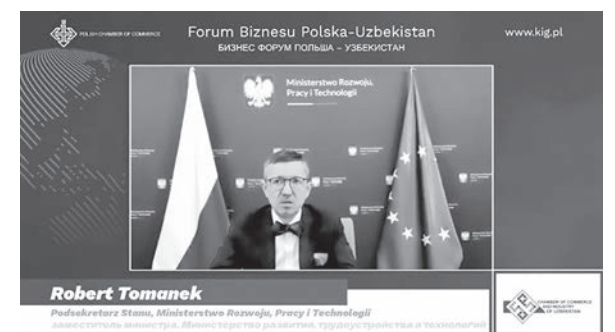 POLISH CHAMBER OF COMMERCE
Forum Biznesu Polska-Uzbekistan
БИЗНЕС ФОРУМ ПОЛЬША – УЗБЕКИСТАН
www.kig.pl
Ministerstwo Rozwoju,
Pracy i Technologii
Robert Tomanek
Podsekretarz Stanu, Ministerstwo Rozwoju, Pracy i Technologii
заместитель министра, Министерство развития, трудоустройства и технологий
CHAMBER OF COMMERCE
AND INDUSTRY
OF UZBEKISTAN